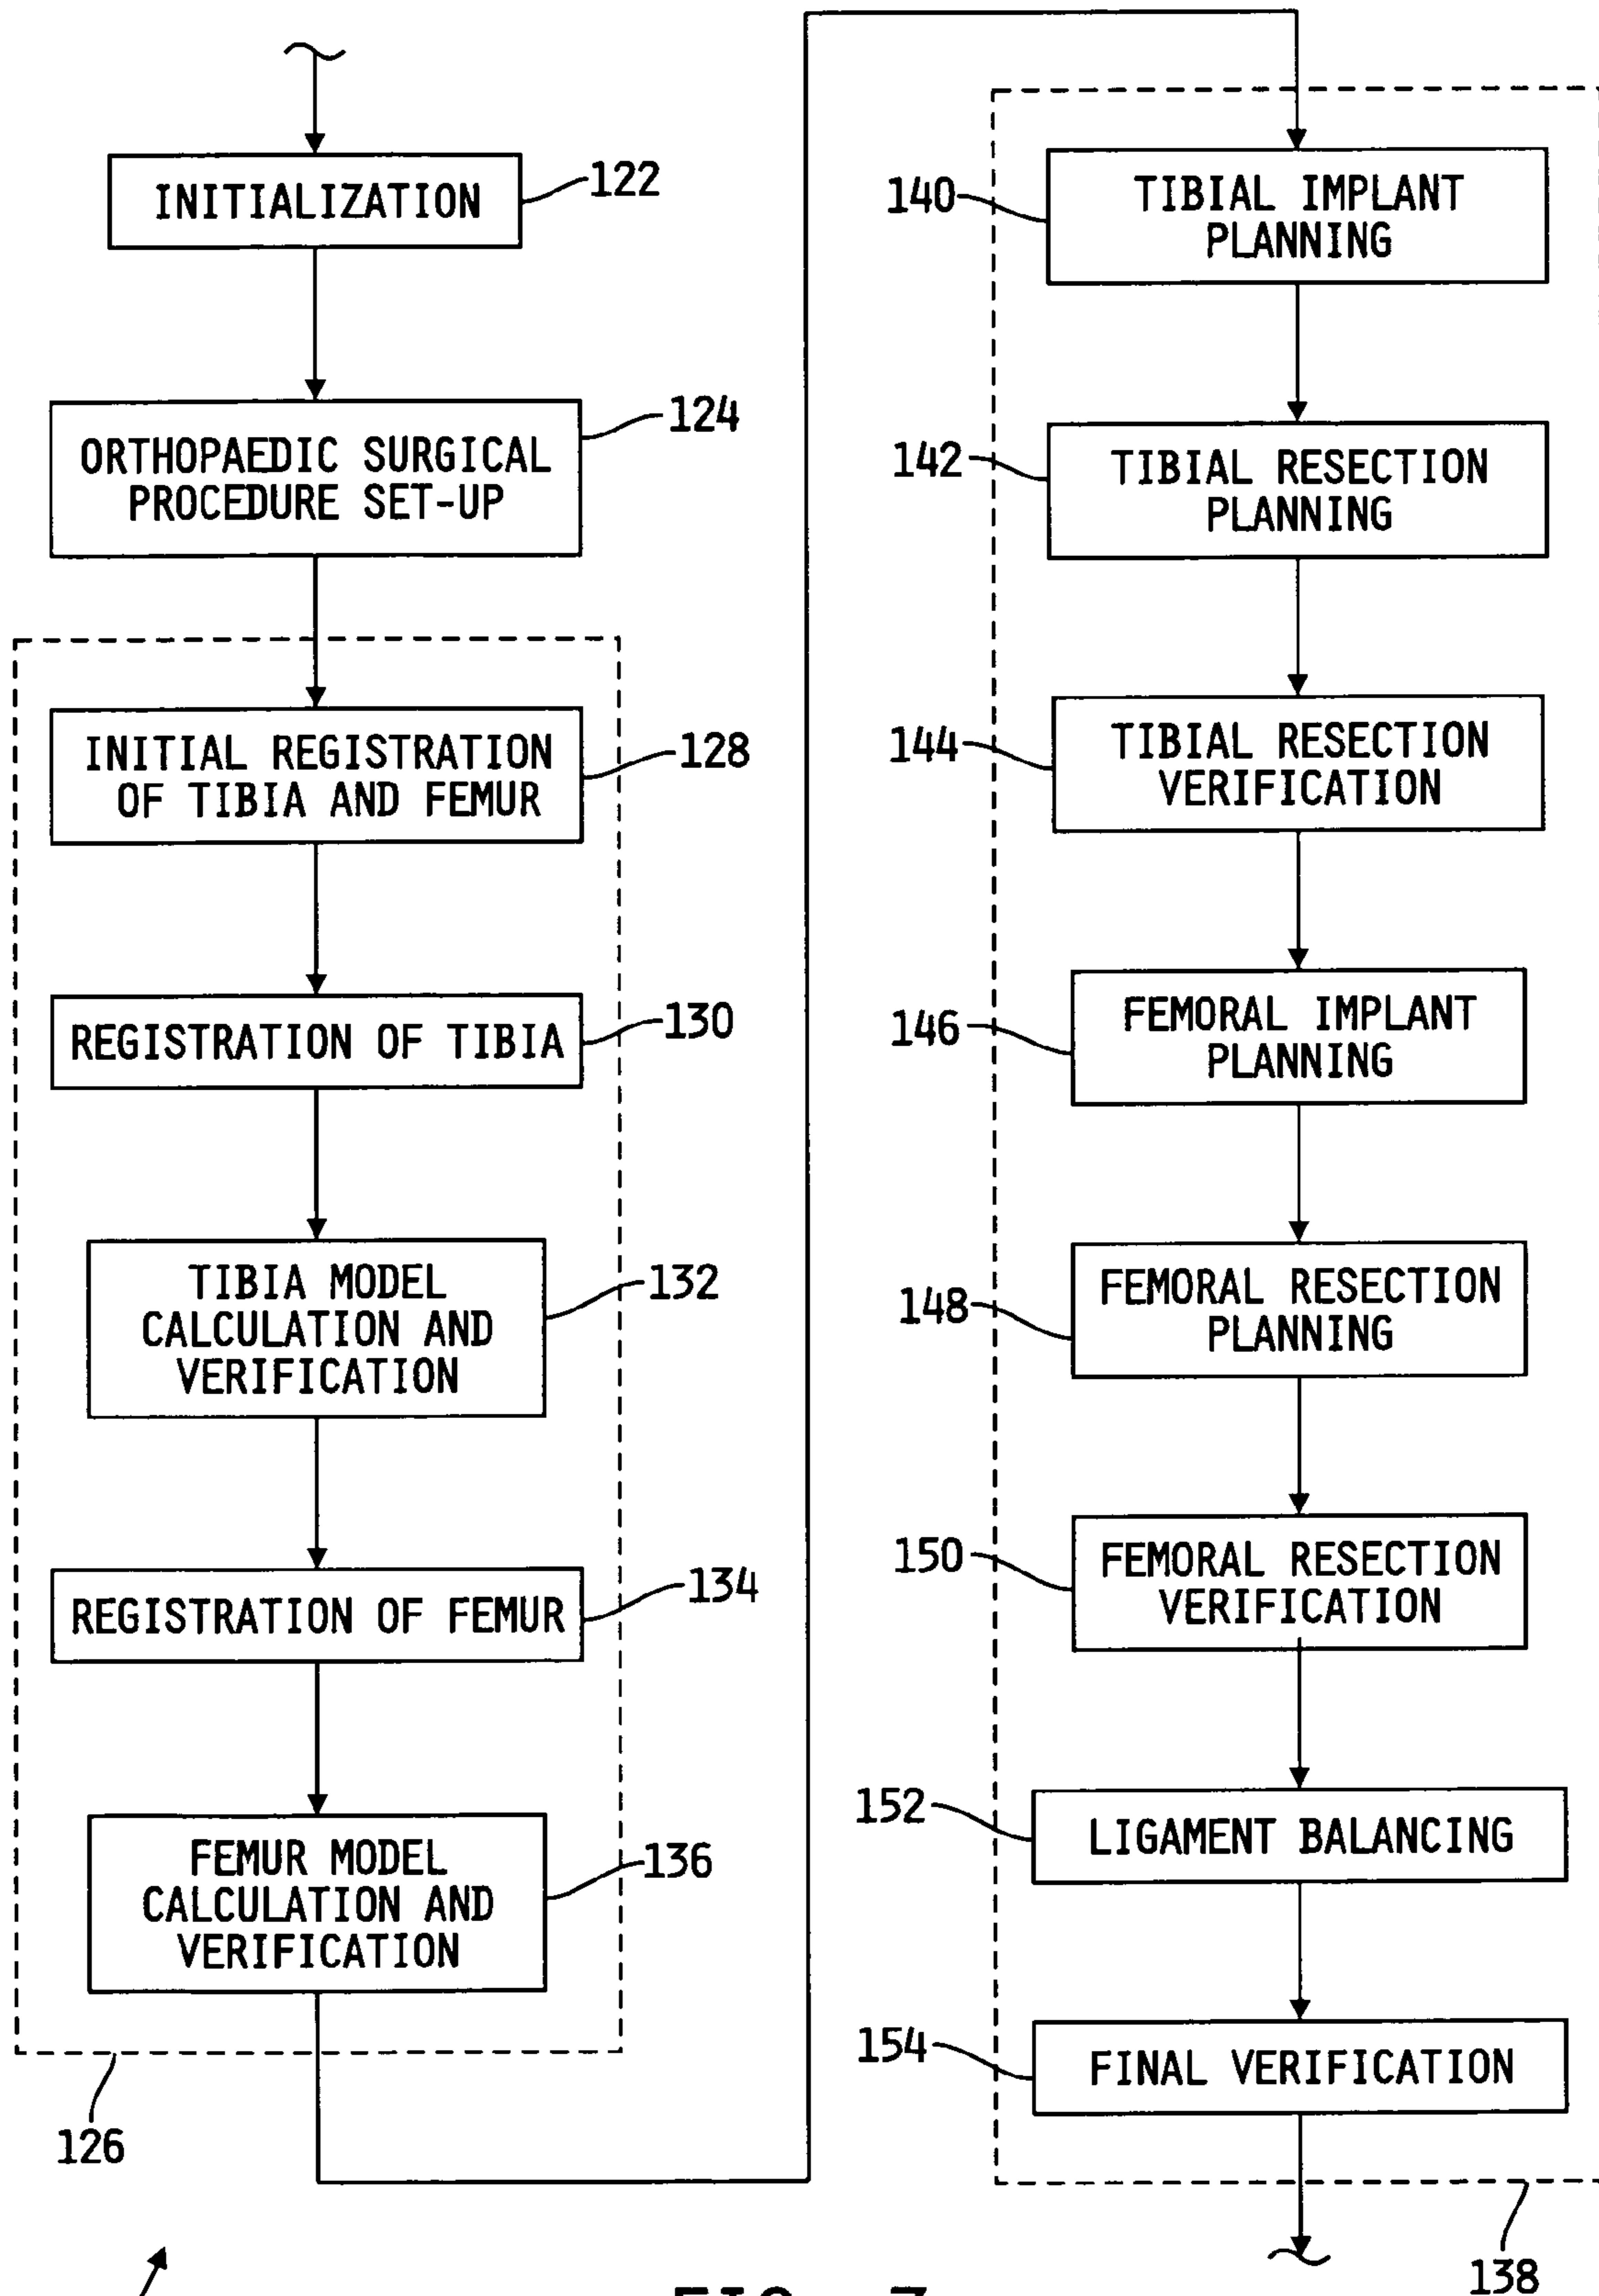 INITIALIZATION
122
ORTHOPAEDIC SURGICAL
PROCEDURE SET-UP
124
INITIAL REGISTRATION
OF TIBIA AND FEMUR
128
REGISTRATION OF TIBIA
130
TIBIA MODEL
CALCULATION AND
VERIFICATION
132
REGISTRATION OF FEMUR
134
FEMUR MODEL
CALCULATION AND
VERIFICATION
136
126
140
TIBIAL IMPLANT
PLANNING
142
TIBIAL RESECTION
PLANNING
144
TIBIAL RESECTION
VERIFICATION
146
FEMORAL IMPLANT
PLANNING
148
FEMORAL RESECTION
PLANNING
150
FEMORAL RESECTION
VERIFICATION
152
LIGAMENT BALANCING
154
FINAL VERIFICATION
138